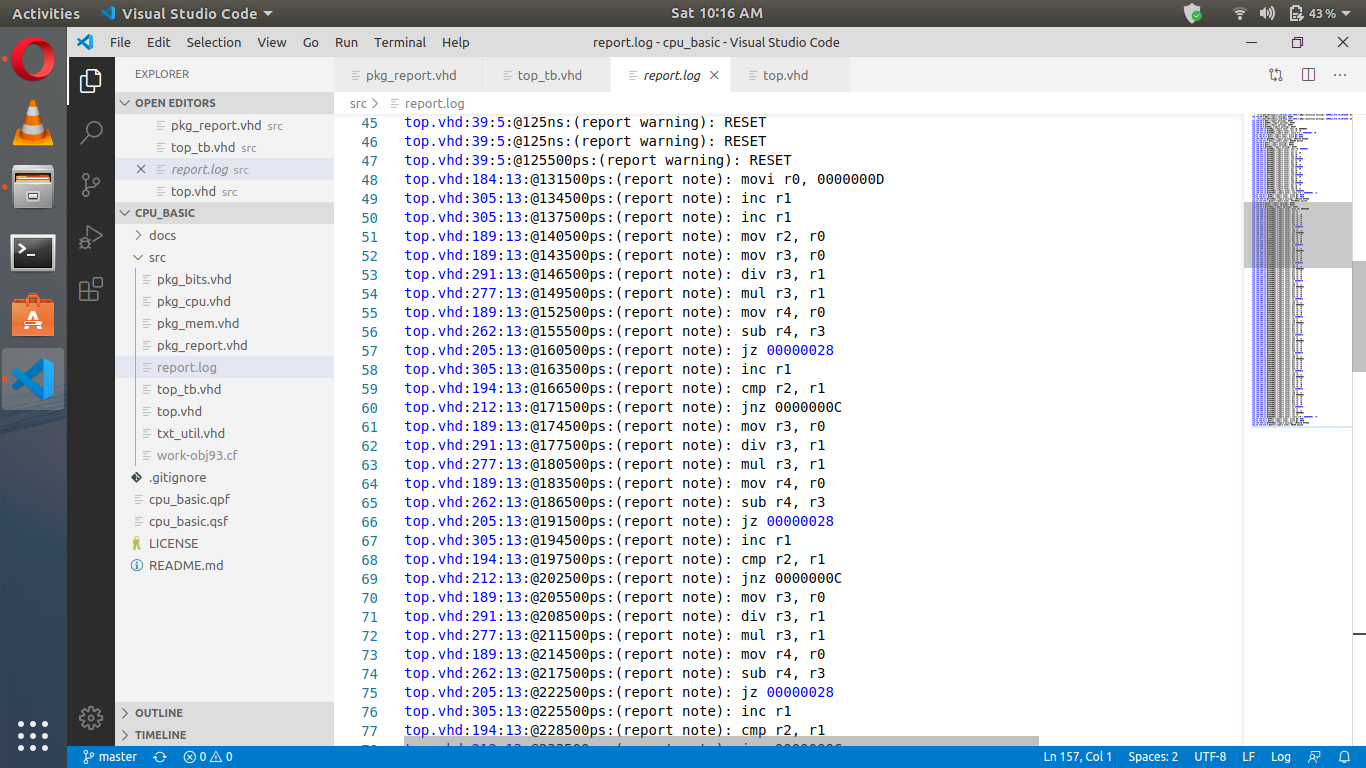 Activities
Visual Studio Code
Sat 10:16 AM
43 %
File Edit Selection View Go Run Terminal Help
report.log - cpu_basic - Visual Studio Code
EXPLORER
OPEN EDITORS
pkg_report.vhd src
top_tb.vhd src
report.log src
top.vhd src
CPU_BASIC
docs
src
pkg_bits.vhd
pkg_cpu.vhd
pkg_mem.vhd
pkg_report.vhd
report.log
top_tb.vhd
top.vhd
txt_util.vhd
work-obj93.cf
.gitignore
cpu_basic.qpf
cpu_basic.qsf
LICENSE
README.md
OUTLINE
TIMELINE
pkg_report.vhd top_tb.vhd report.log top.vhd
src > report.log
45 top.vhd:39:5:@125ns:(report warning): RESET
46 top.vhd:39:5:@125ns:(report warning): RESET
47 top.vhd:39:5:@125500ps:(report warning): RESET
48 top.vhd:184:13:@131500ps:(report note): movi r0, 0000000D
49 top.vhd:305:13:@134500ps:(report note): inc r1
50 top.vhd:305:13:@137500ps:(report note): inc r1
51 top.vhd:189:13:@140500ps:(report note): mov r2, r0
52 top.vhd:189:13:@143500ps:(report note): mov r3, r0
53 top.vhd:291:13:@146500ps:(report note): div r3, r1
54 top.vhd:277:13:@149500ps:(report note): mul r3, r1
55 top.vhd:189:13:@152500ps:(report note): mov r4, r0
56 top.vhd:262:13:@155500ps:(report note): sub r4, r3
57 top.vhd:205:13:@160500ps:(report note): jz 00000028
58 top.vhd:305:13:@163500ps:(report note): inc r1
59 top.vhd:194:13:@166500ps:(report note): cmp r2, r1
60 top.vhd:212:13:@171500ps:(report note): jnz 0000000C
61 top.vhd:189:13:@174500ps:(report note): mov r3, r0
62 top.vhd:291:13:@177500ps:(report note): div r3, r1
63 top.vhd:277:13:@180500ps:(report note): mul r3, r1
64 top.vhd:189:13:@183500ps:(report note): mov r4, r0
65 top.vhd:262:13:@186500ps:(report note): sub r4, r3
66 top.vhd:205:13:@191500ps:(report note): jz 00000028
67 top.vhd:305:13:@194500ps:(report note): inc r1
68 top.vhd:194:13:@197500ps:(report note): cmp r2, r1
69 top.vhd:212:13:@202500ps:(report note): jnz 0000000C
70 top.vhd:189:13:@205500ps:(report note): mov r3, r0
71 top.vhd:291:13:@208500ps:(report note): div r3, r1
72 top.vhd:277:13:@211500ps:(report note): mul r3, r1
73 top.vhd:189:13:@214500ps:(report note): mov r4, r0
74 top.vhd:262:13:@217500ps:(report note): sub r4, r3
75 top.vhd:205:13:@222500ps:(report note): jz 00000028
76 top.vhd:305:13:@225500ps:(report note): inc r1
77 top.vhd:194:13:@228500ps:(report note): cmp r2, r1
master 0 0
Ln 157, Col 1 Spaces: 2 UTF-8 LF Log